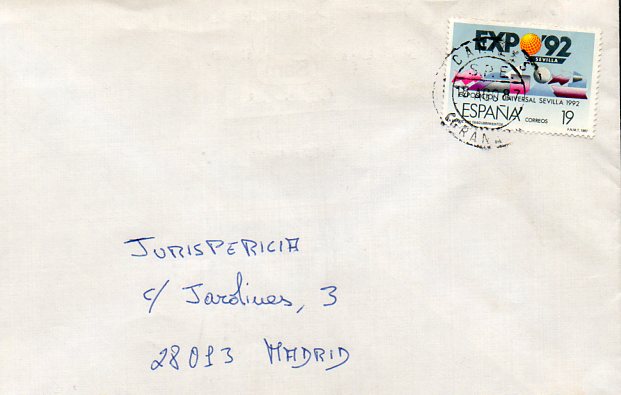 EXPO'92
SEVILLA
EXPOSICION UNIVERSAL SEVILLA 1992
ESPAÑA CORREOS 19
S.P.E.
JURISPERICIA
c/ Jardines, 3
28013 MADRID